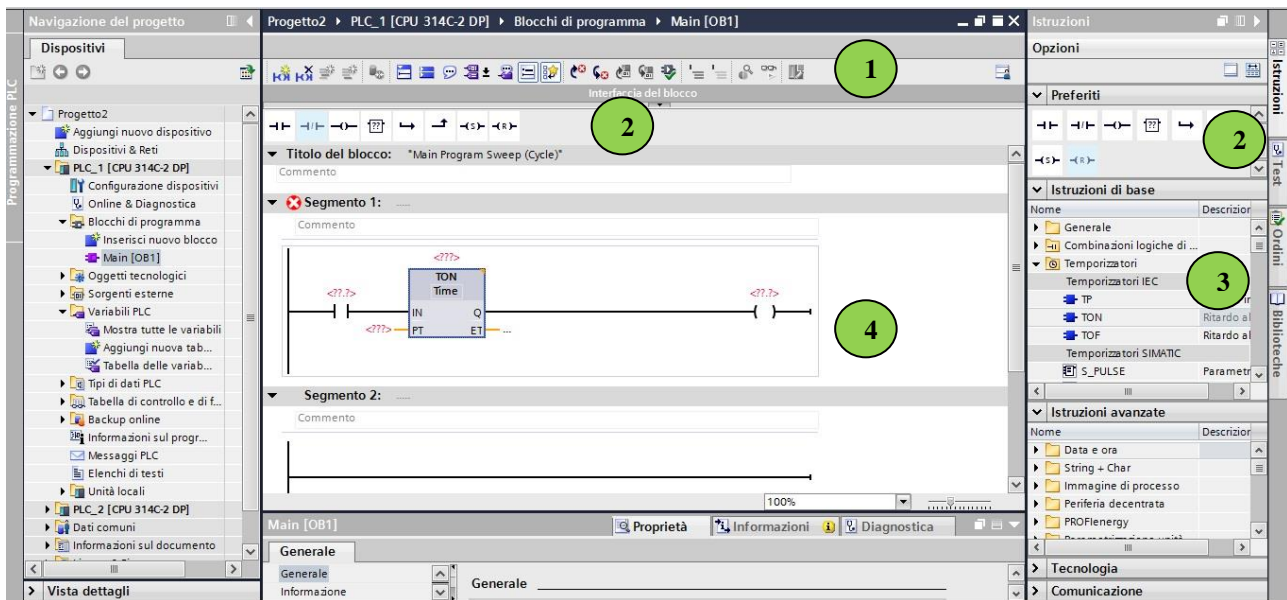 Navigazione del progetto
Dispositivi
Programmazione PLC
Progetto2
Aggiungi nuovo dispositivo
Dispositivi & Reti
PLC_1 [CPU 314C-2 DP]
Configurazione dispositivi
Online & Diagnostica
Blocchi di programma
Inserisci nuovo blocco
Main [OB1]
Oggetti tecnologici
Sorgenti esterne
Variabili PLC
Mostra tutte le variabili
Aggiungi nuova tab...
Tabella delle variab...
Tipi di dati PLC
Tabella di controllo e di f...
Backup online
Informazioni sul progr...
Messaggi PLC
Elenchi di testi
Unità locali
PLC_2 [CPU 314C-2 DP]
Dati comuni
Informazioni sul documento
Vista dettagli
Progetto2 PLC_1 [CPU 314C-2 DP] Blocchi di programma Main [OB1]
1
Interfaccia del blocco
2
Titolo del blocco: "Main Program Sweep (Cycle)"
Commento
Segmento 1: .....
Commento
<???>
TON
Time
<??.?> <??.?>
IN Q
<???> PT ET ...
4
Segmento 2: .....
Commento
100%
Main [OB1]
Proprietà
Informazioni
Diagnostica
Generale
Generale
Informazione
Generale
Istruzioni
Opzioni
Preferiti
2
Istruzioni di base
Nome Descrizion
Generale
Combinazioni logiche di ...
Temporizzatori
Temporizzatori IEC
3
TP
TON Ritardo al
TOF Ritardo al
Temporizzatori SIMATIC
S_PULSE Parametr
Istruzioni avanzate
Nome Descrizion
Data e ora
String + Char
Immagine di processo
Periferia decentrata
PROFIenergy
Tecnologia
Comunicazione
Istruzioni
Test
Ordini
Biblioteche